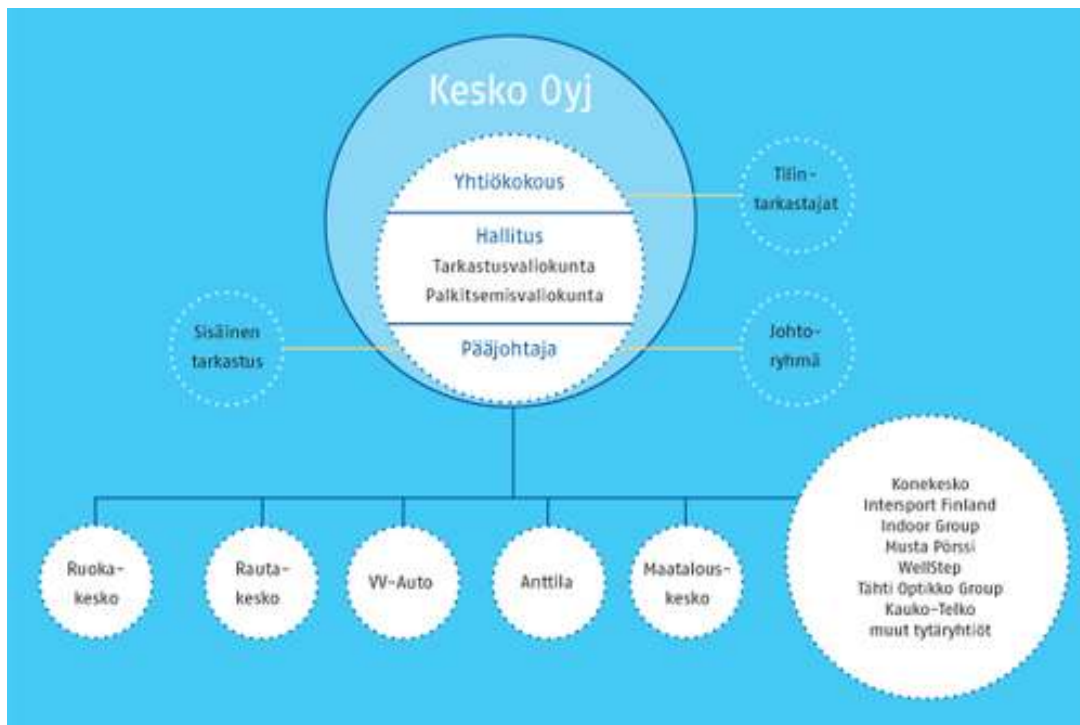 Kesko Oyj
Yhtiökokous
Tilin-
tarkastajat
Hallitus
Tarkastusvaliokunta
Palkitsemisvaliokunta
Sisäinen
tarkastus
Pääjohtaja
Johto-
ryhmä
Ruoka-
kesko
Rauta-
kesko
VV-Auto
Anttila
Maatalous-
kesko
Konekesko
Intersport Finland
Indoor Group
Musta Pörssi
WellStep
Tähti Optikko Group
Kauko-Telko
muut tytäryhtiöt